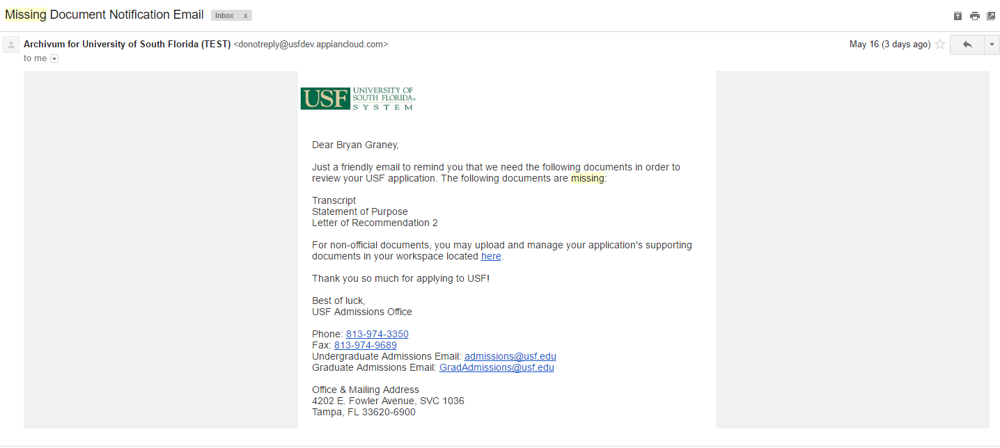 Missing Document Notification Email Inbox x
Archivum for University of South Florida (TEST) <donotreply@usfdev.appiancloud.com> May 16 (3 days ago)
to me
USF UNIVERSITY OF
SOUTH FLORIDA®
SYSTEM
Dear Bryan Graney,
Just a friendly email to remind you that we need the following documents in order to
review your USF application. The following documents are missing:
Transcript
Statement of Purpose
Letter of Recommendation 2
For non-official documents, you may upload and manage your application's supporting
documents in your workspace located here.
Thank you so much for applying to USF!
Best of luck,
USF Admissions Office
Phone: 813-974-3350
Fax: 813-974-9689
Undergraduate Admissions Email: admissions@usf.edu
Graduate Admissions Email: GradAdmissions@usf.edu
Office & Mailing Address
4202 E. Fowler Avenue, SVC 1036
Tampa, FL 33620-6900